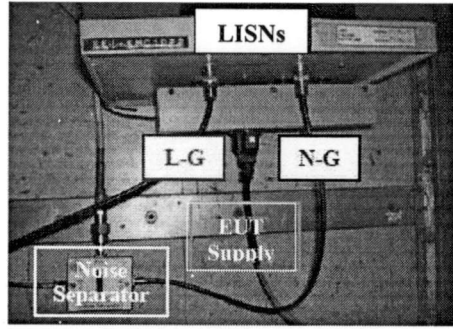 LISNs
L-G
N-G
EUT
Supply
Noise
Separator